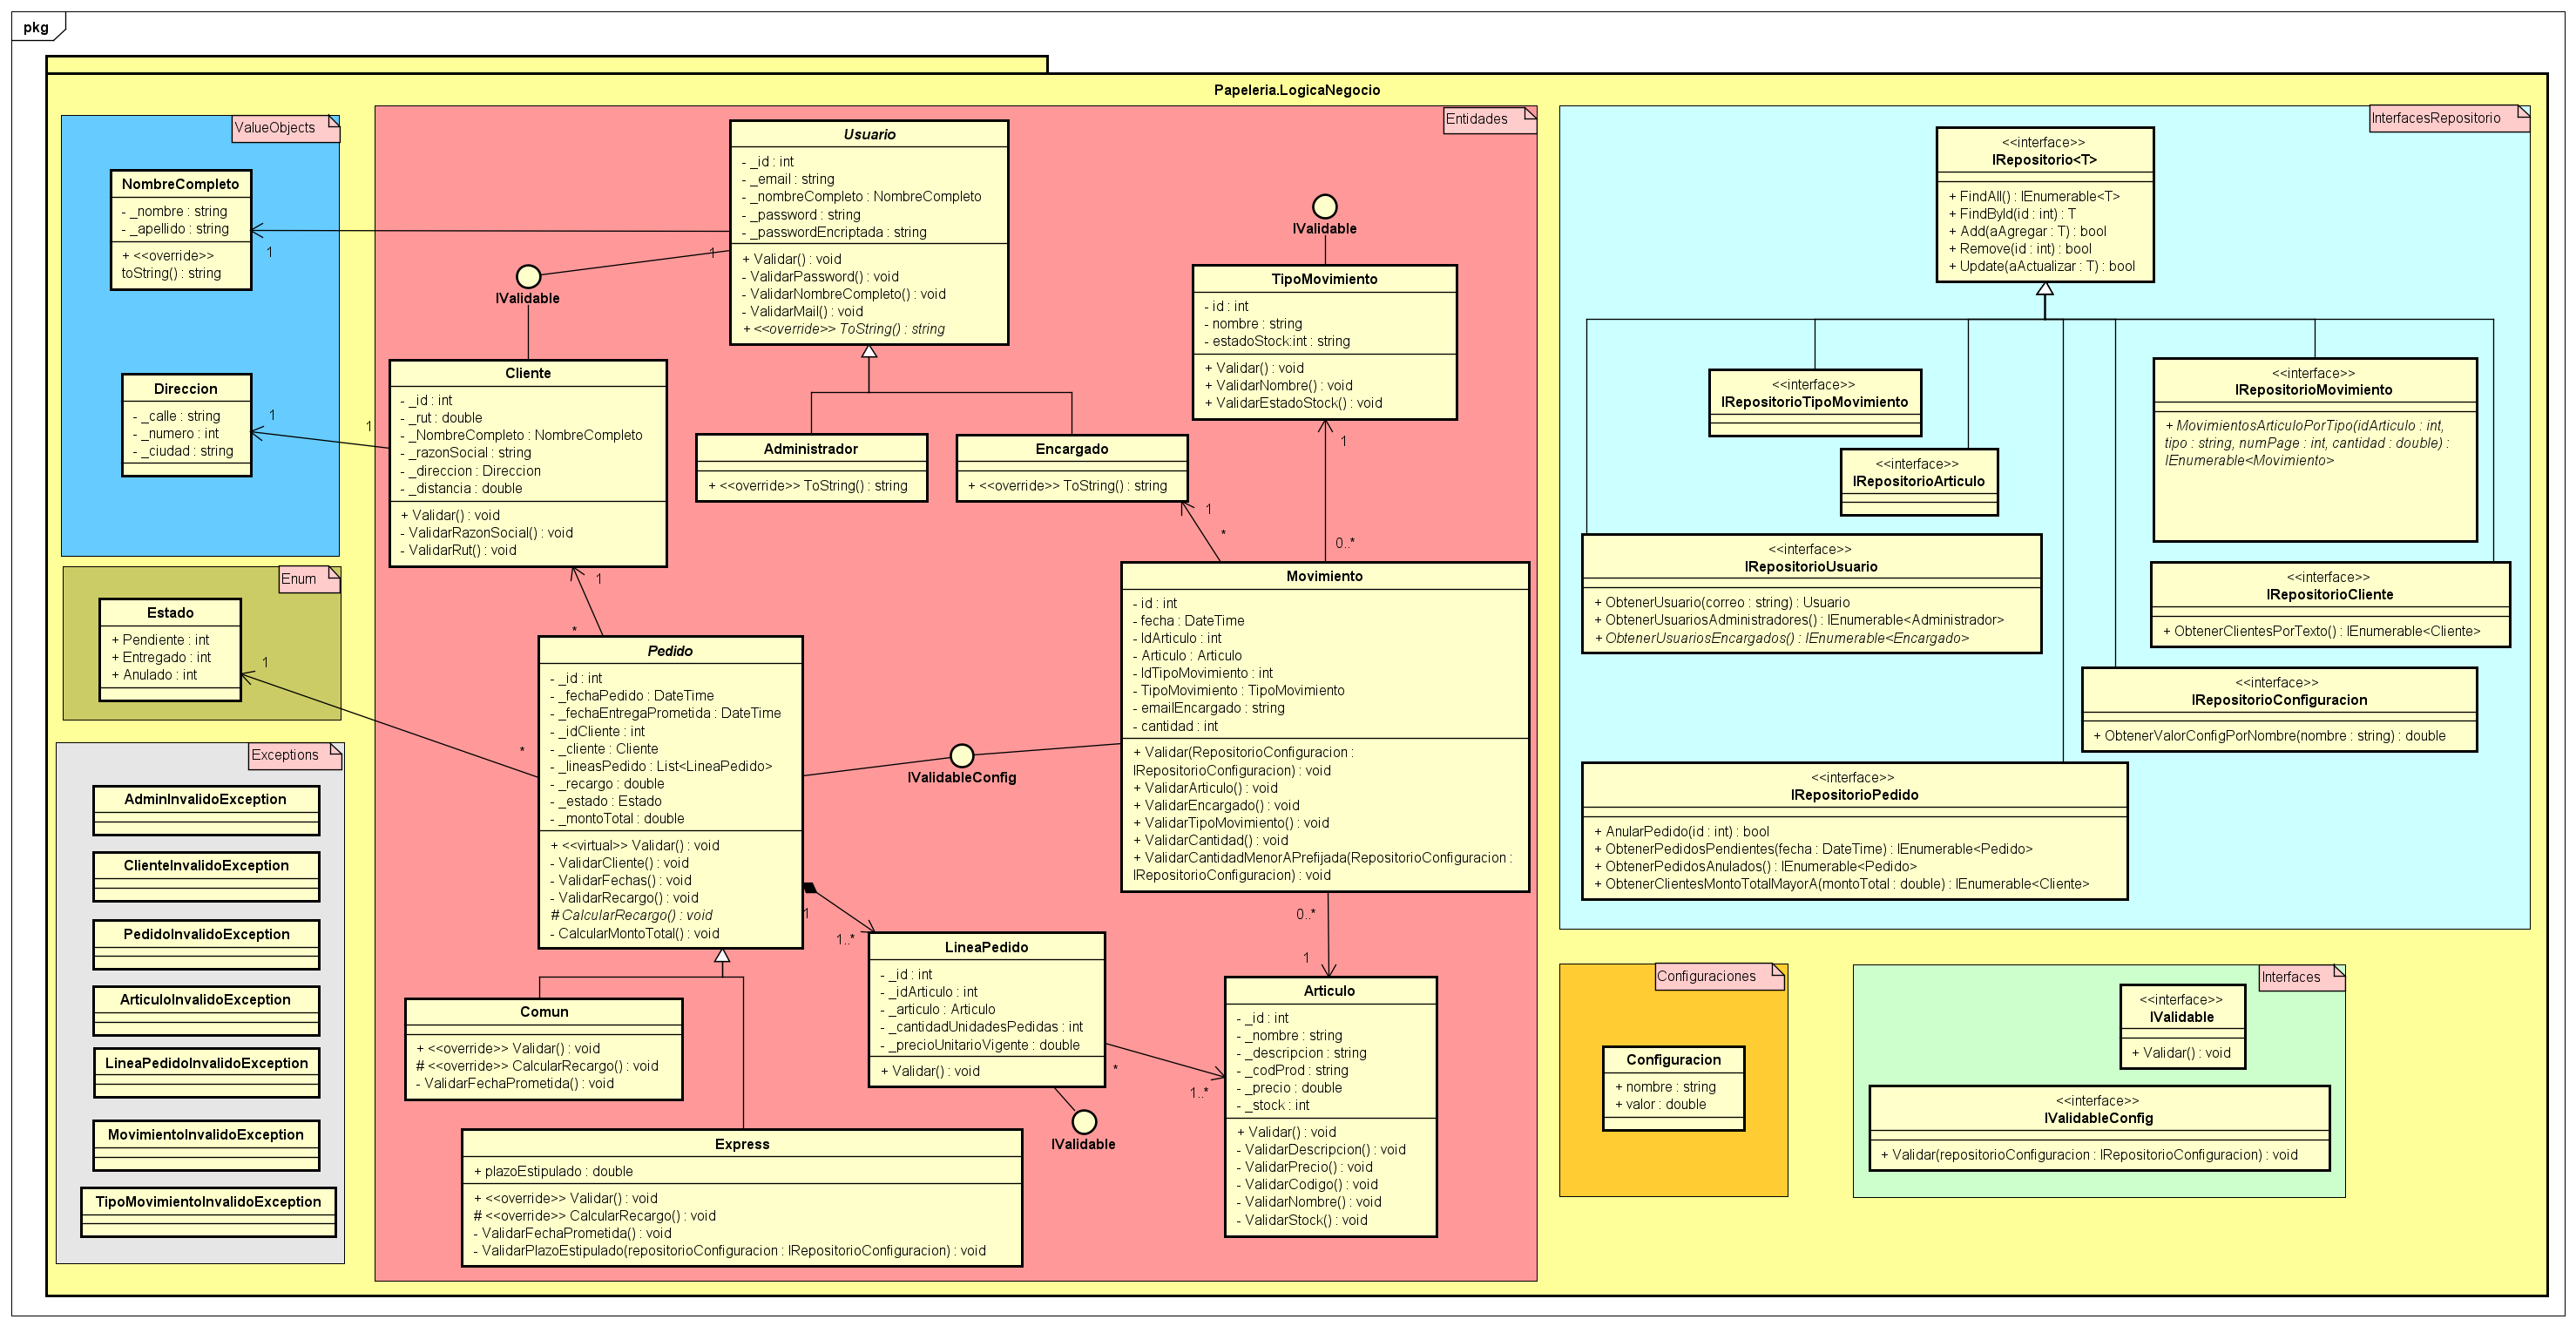 pkg
Papeleria.LogicaNegocio
ValueObjects
NombreCompleto
- _nombre : string
- _apellido : string
+ <<override>>
toString() : string
1
Direccion
- _calle : string
- _numero : int
- _ciudad : string
1
1
Enum
Estado
+ Pendiente : int
+ Entregado : int
+ Anulado : int
1
*
Exceptions
AdminInvalidoException
ClienteInvalidoException
PedidoInvalidoException
ArticuloInvalidoException
LineaPedidoInvalidoException
MovimientoInvalidoException
TipoMovimientoInvalidoException
Entidades
Usuario
- _id : int
- _email : string
- _nombreCompleto : NombreCompleto
- _password : string
- _passwordEncriptada : string
+ Validar() : void
- ValidarPassword() : void
- ValidarNombreCompleto() : void
- ValidarMail() : void
+ <<override>> ToString() : string
1
IValidable
Cliente
- _id : int
- _rut : double
- _NombreCompleto : NombreCompleto
- _razonSocial : string
- _direccion : Direccion
- _distancia : double
+ Validar() : void
- ValidarRazonSocial() : void
- ValidarRut() : void
1
*
Administrador
+ <<override>> ToString() : string
Encargado
+ <<override>> ToString() : string
1
*
IValidable
TipoMovimiento
- id : int
- nombre : string
- estadoStock:int : string
+ Validar() : void
+ ValidarNombre() : void
+ ValidarEstadoStock() : void
1
0..*
Movimiento
- id : int
- fecha : DateTime
- IdArticulo : int
- Articulo : Articulo
- IdTipoMovimiento : int
- TipoMovimiento : TipoMovimiento
- emailEncargado : string
- cantidad : int
+ Validar(RepositorioConfiguracion :
IRepositorioConfiguracion) : void
+ ValidarArticulo() : void
+ ValidarEncargado() : void
+ ValidarTipoMovimiento() : void
+ ValidarCantidad() : void
+ ValidarCantidadMenorAPrefijada(RepositorioConfiguracion :
IRepositorioConfiguracion) : void
0..*
1
Pedido
- _id : int
- _fechaPedido : DateTime
- _fechaEntregaPrometida : DateTime
- _idCliente : int
- _cliente : Cliente
- _lineasPedido : List<LineaPedido>
- _recargo : double
- _estado : Estado
- _montoTotal : double
+ <<virtual>> Validar() : void
- ValidarCliente() : void
- ValidarFechas() : void
- ValidarRecargo() : void
# CalcularRecargo() : void
- CalcularMontoTotal() : void
IValidableConfig
1
1..*
LineaPedido
- _id : int
- _idArticulo : int
- _articulo : Articulo
- _cantidadUnidadesPedidas : int
- _precioUnitarioVigente : double
+ Validar() : void
*
1..*
IValidable
Comun
+ <<override>> Validar() : void
# <<override>> CalcularRecargo() : void
- ValidarFechaPrometida() : void
Express
+ plazoEstipulado : double
+ <<override>> Validar() : void
# <<override>> CalcularRecargo() : void
- ValidarFechaPrometida() : void
- ValidarPlazoEstipulado(repositorioConfiguracion : IRepositorioConfiguracion) : void
Articulo
- _id : int
- _nombre : string
- _descripcion : string
- _codProd : string
- _precio : double
- _stock : int
+ Validar() : void
- ValidarDescripcion() : void
- ValidarPrecio() : void
- ValidarCodigo() : void
- ValidarNombre() : void
- ValidarStock() : void
InterfacesRepositorio
<<interface>>
IRepositorio<T>
+ FindAll() : IEnumerable<T>
+ FindById(id : int) : T
+ Add(aAgregar : T) : bool
+ Remove(id : int) : bool
+ Update(aActualizar : T) : bool
<<interface>>
IRepositorioTipoMovimiento
<<interface>>
IRepositorioMovimiento
+ MovimientosArticuloPorTipo(idArticulo : int,
tipo : string, numPage : int, cantidad : double) :
IEnumerable<Movimiento>
<<interface>>
IRepositorioArticulo
<<interface>>
IRepositorioUsuario
+ ObtenerUsuario(correo : string) : Usuario
+ ObtenerUsuariosAdministradores() : IEnumerable<Administrador>
+ ObtenerUsuariosEncargados() : IEnumerable<Encargado>
<<interface>>
IRepositorioCliente
+ ObtenerClientesPorTexto() : IEnumerable<Cliente>
<<interface>>
IRepositorioConfiguracion
+ ObtenerValorConfigPorNombre(nombre : string) : double
<<interface>>
IRepositorioPedido
+ AnularPedido(id : int) : bool
+ ObtenerPedidosPendientes(fecha : DateTime) : IEnumerable<Pedido>
+ ObtenerPedidosAnulados() : IEnumerable<Pedido>
+ ObtenerClientesMontoTotalMayorA(montoTotal : double) : IEnumerable<Cliente>
Configuraciones
Configuracion
+ nombre : string
+ valor : double
Interfaces
<<interface>>
IValidable
+ Validar() : void
<<interface>>
IValidableConfig
+ Validar(repositorioConfiguracion : IRepositorioConfiguracion) : void